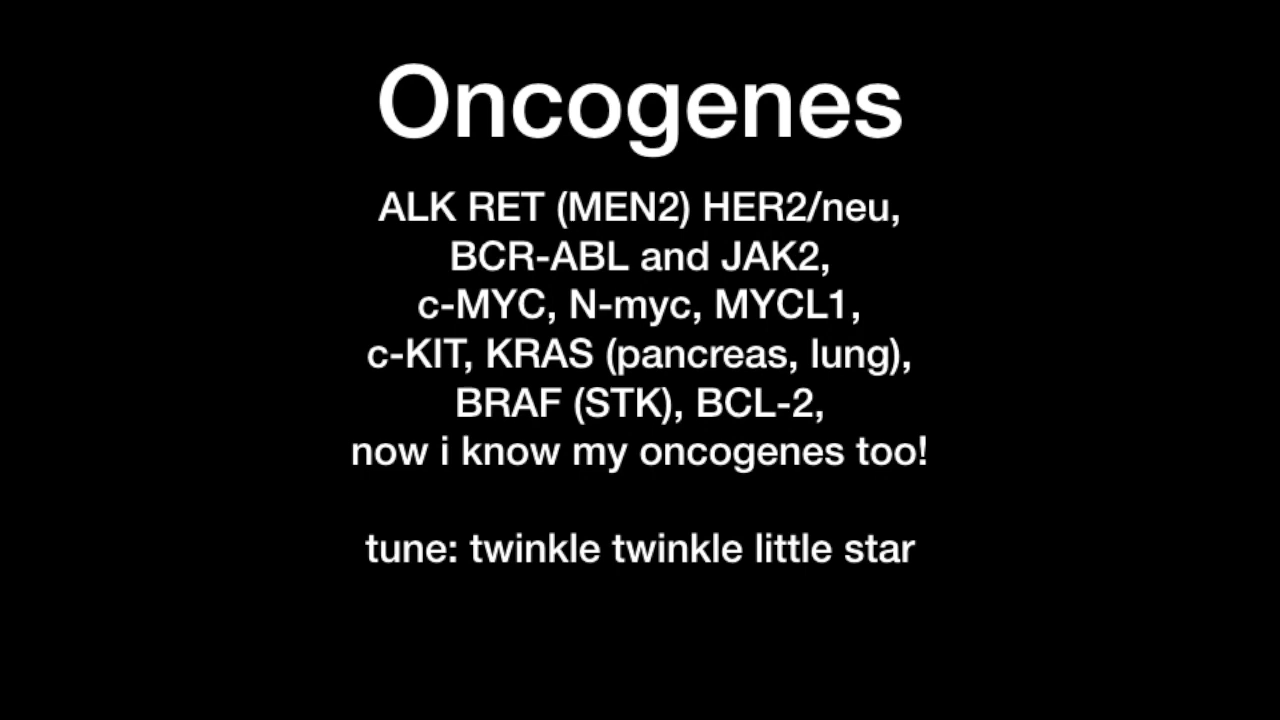 Oncogenes
ALK RET (MEN2) HER2/neu,
BCR-ABL and JAK2,
c-MYC, N-myc, MYCL1,
c-KIT, KRAS (pancreas, lung),
BRAF (STK), BCL-2,
now i know my oncogenes too!
tune: twinkle twinkle little star